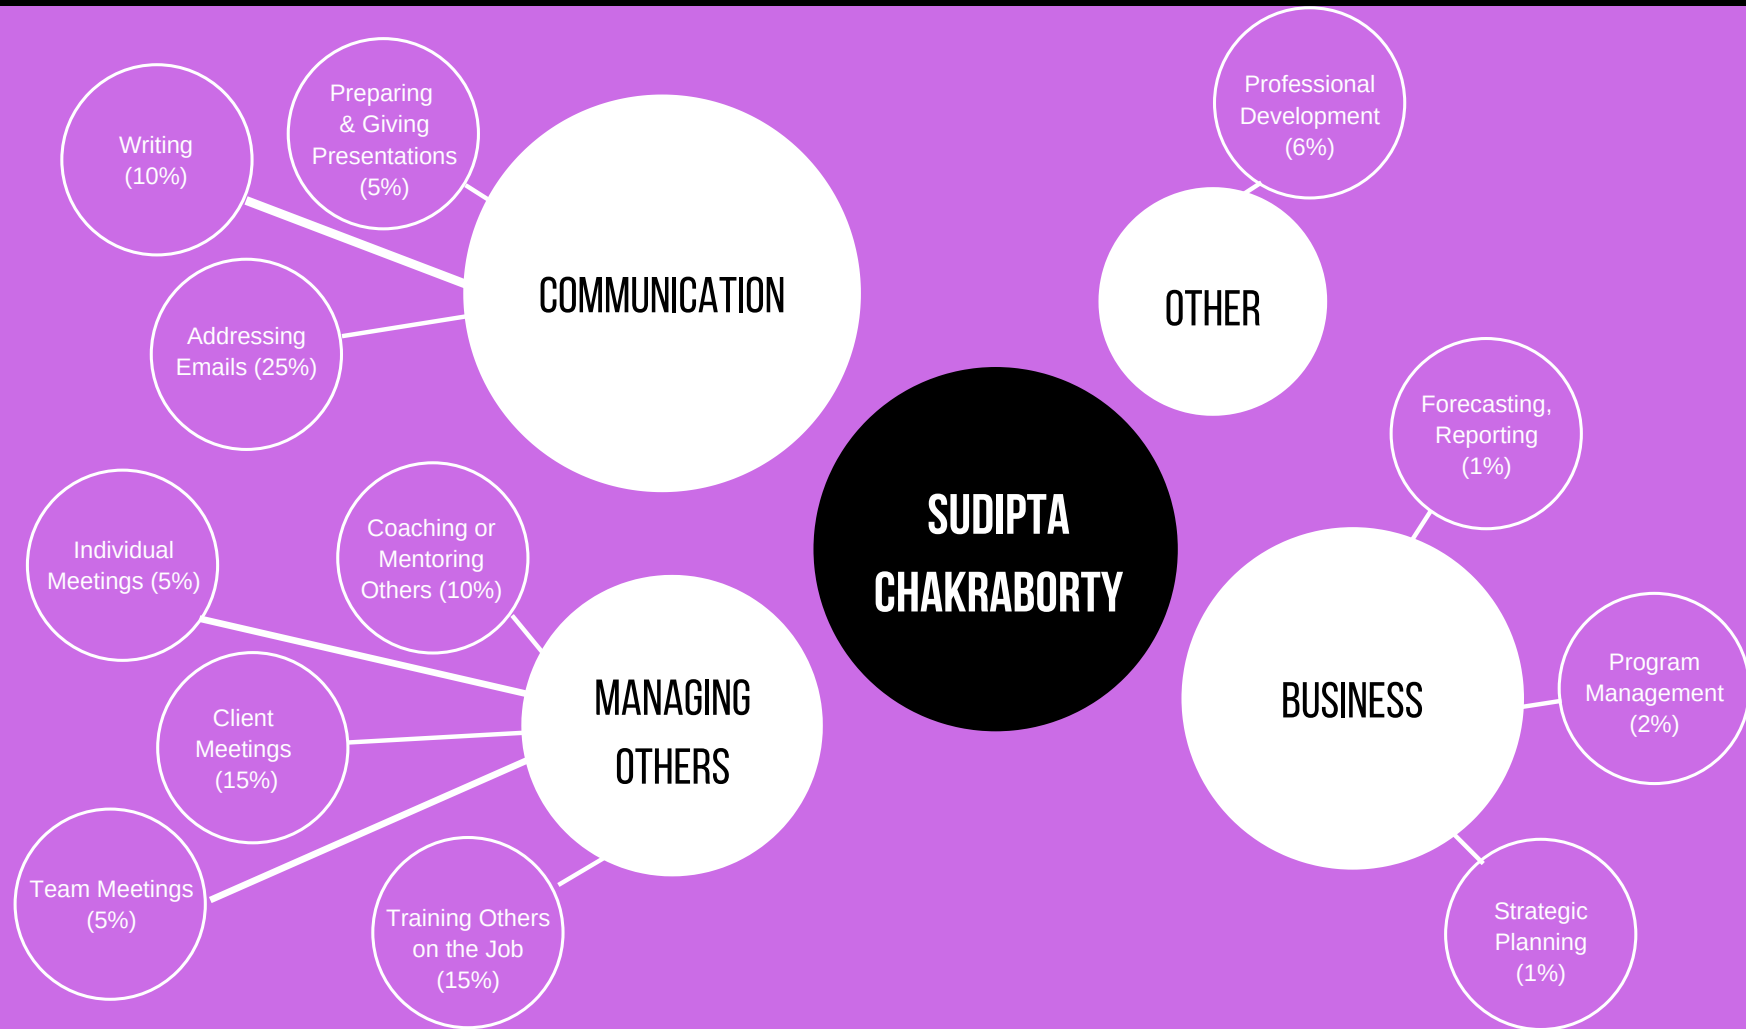 Preparing
& Giving
Presentations
(5%)
Writing
(10%)
Addressing
Emails (25%)
COMMUNICATION
Professional
Development
(6%)
OTHER
SUDIPTA
CHAKRABORTY
Forecasting,
Reporting
(1%)
Program
Management
(2%)
BUSINESS
Strategic
Planning
(1%)
Individual
Meetings (5%)
Coaching or
Mentoring
Others (10%)
MANAGING
OTHERS
Client
Meetings
(15%)
Team Meetings
(5%)
Training Others
on the Job
(15%)